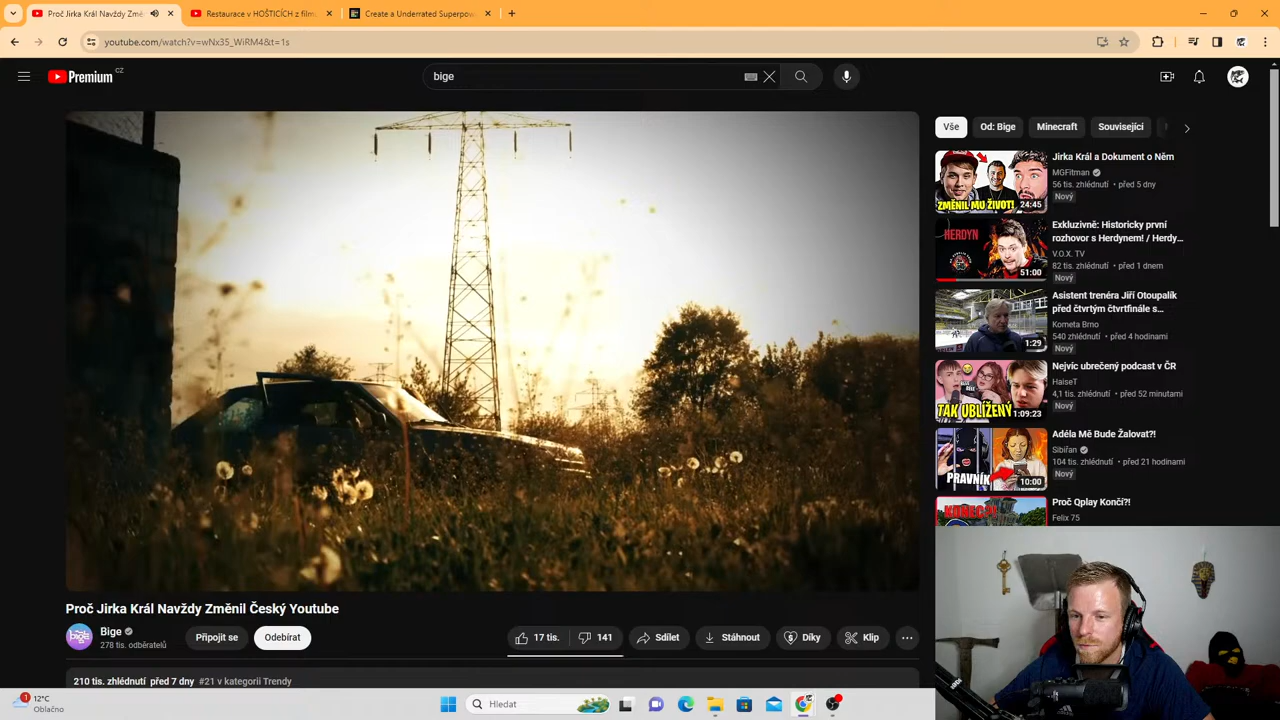 Proč Jirka Král Navždy Změ
Restaurace v HOŠTICÍCH z film
Create a Underrated Superpow
youtube.com/watch?v=wNx35_WiRM4&t=1s
Premium CZ
bige
Vše
Od: Bige
Minecraft
Související
Jirka Král a Dokument o Něm
MGFitman
56 tis. zhlédnutí • před 5 dny
Nový
ZMĚNIL MU ŽIVOT!
24:45
Exkluzivně: Historicky první
rozhovor s Herdynem! / Herdy...
V.O.X. TV
82 tis. zhlédnutí • před 1 dnem
Nový
HERDYN
51:00
Asistent trenéra Jiří Otoupalík
před čtvrtým čtvrtfinále s...
Kometa Brno
540 zhlédnutí • před 4 hodinami
Nový
1:29
Nejvíc ubrečený podcast v ČR
HaiseT
4,1 tis. zhlédnutí • před 52 minutami
Nový
TAK UBLÍŽENÝ
1:09:23
Adéla Mě Bude Žalovat?!
Sibiřan
104 tis. zhlédnutí • před 21 hodinami
Nový
PRAVNÍK
10:00
Proč Qplay Končí?!
Felix 75
KONEC?!
Proč Jirka Král Navždy Změnil Český Youtube
Bige
278 tis. odběratelů
Připojit se
Odebírat
17 tis.
141
Sdílet
Stáhnout
Díky
Klip
210 tis. zhlédnutí před 7 dny #21 v kategorii Trendy
1
12°C
Oblačno
Hledat